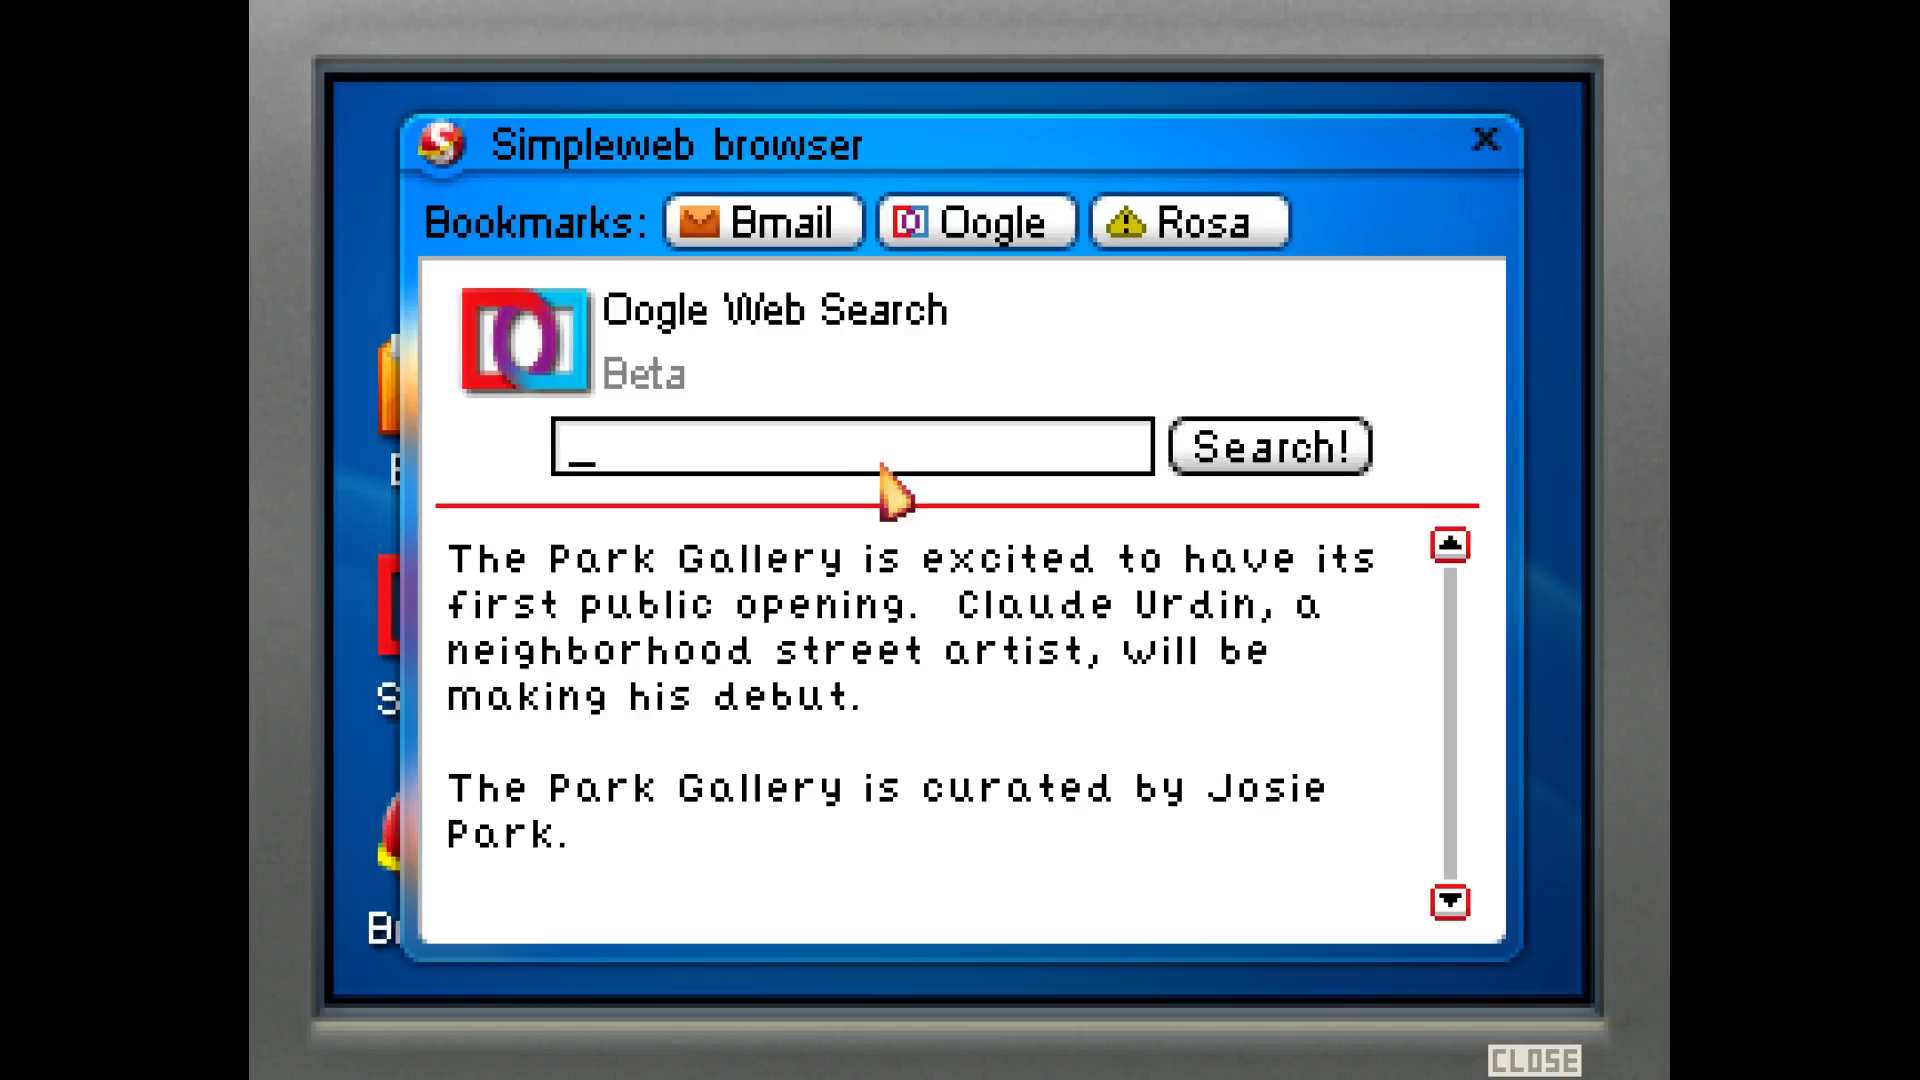 Simpleweb browser
Bookmarks: Bmail Oogle Rosa
Oogle Web Search
Beta
_ Search!
The Park Gallery is excited to have its
first public opening.  Claude Urdin, a
neighborhood street artist, will be
making his debut.
The Park Gallery is curated by Josie
Park.
CLOSE